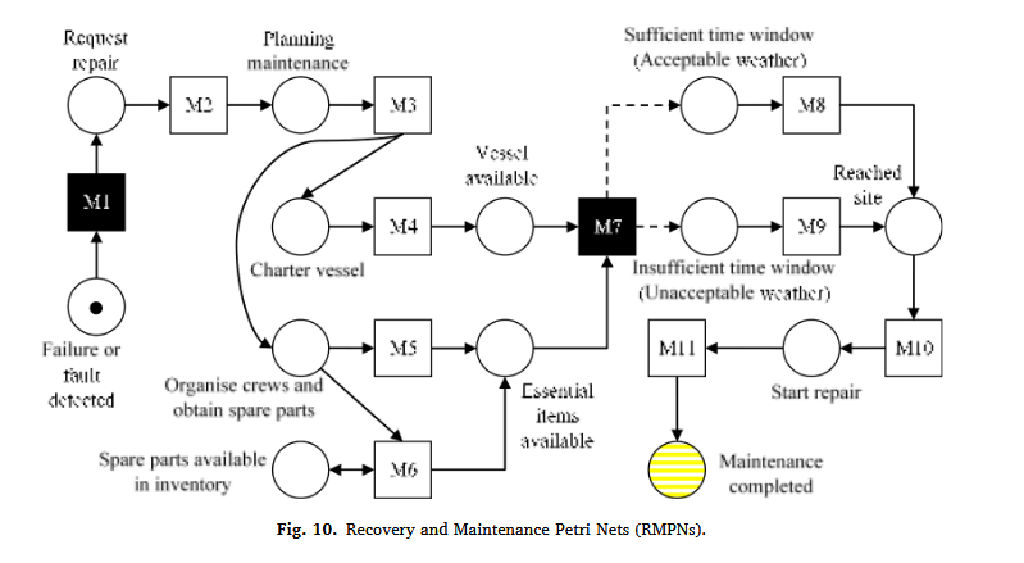 Request
repair
Planning
maintenance
Sufficient time window
(Acceptable weather)
M2
M3
M8
Vessel
available
Reached
site
M1
M4
M7
M9
Charter vessel
Insufficient time window
(Unacceptable weather)
Failure or
fault
detected
M5
M11
M10
Organise crews and
obtain spare parts
Essential
items
available
Start repair
Spare parts available
in inventory
M6
Maintenance
completed
Fig. 10. Recovery and Maintenance Petri Nets (RMPNs).